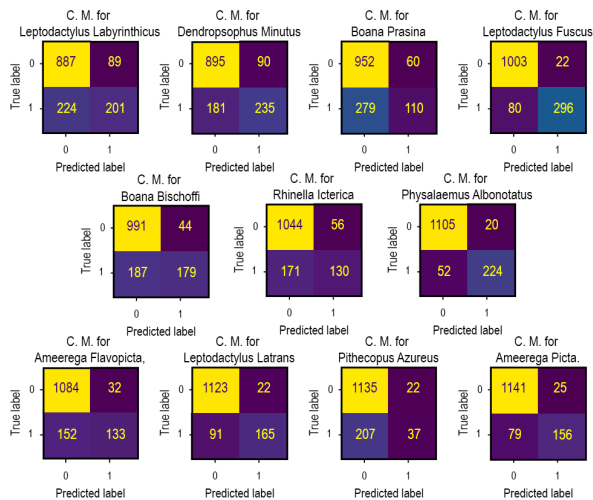 C. M. for
Leptodactylus Labyrinthicus
True label
0
887 89
1
224 201
0 1
Predicted label
C. M. for
Dendropsophus Minutus
True label
0
895 90
1
181 235
0 1
Predicted label
C. M. for
Boana Prasina
True label
0
952 60
1
279 110
0 1
Predicted label
C. M. for
Leptodactylus Fuscus
True label
0
1003 22
1
80 296
0 1
Predicted label
C. M. for
Boana Bischoffi
True label
0
991 44
1
187 179
0 1
Predicted label
C. M. for
Rhinella Icterica
True label
0
1044 56
1
171 130
0 1
Predicted label
C. M. for
Physalaemus Albonotatus
True label
0
1105 20
1
52 224
0 1
Predicted label
C. M. for
Ameerega Flavopicta,
True label
0
1084 32
1
152 133
0 1
Predicted label
C. M. for
Leptodactylus Latrans
True label
0
1123 22
1
91 165
0 1
Predicted label
C. M. for
Pithecopus Azureus
True label
0
1135 22
1
207 37
0 1
Predicted label
C. M. for
Ameerega Picta.
True label
0
1141 25
1
79 156
0 1
Predicted label